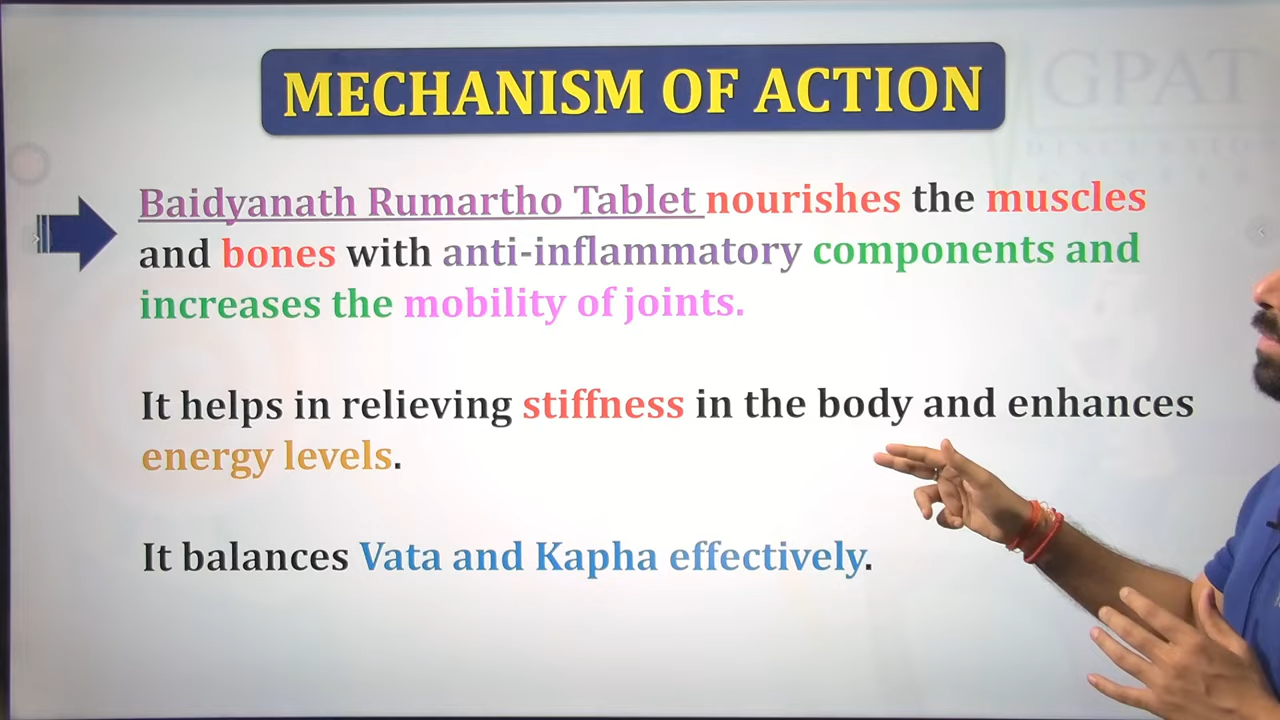 MECHANISM OF ACTION
GPAT
DISCUSSION
Baidyanath Rumartho Tablet nourishes the muscles
and bones with anti-inflammatory components and
increases the mobility of joints.
It helps in relieving stiffness in the body and enhances
energy levels.
It balances Vata and Kapha effectively.